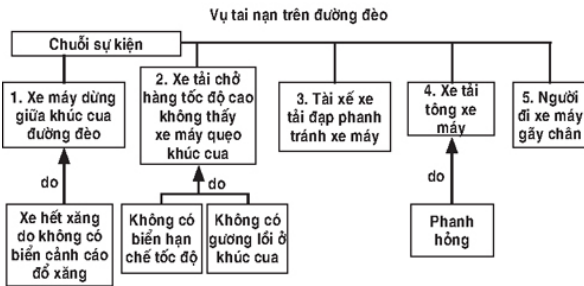 Vụ tai nạn trên đường đèo
Chuỗi sự kiện
1. Xe máy dừng
giữa khúc cua
đường đèo
2. Xe tải chở
hàng tốc độ cao
không thấy
xe máy quẹo
khúc cua
3. Tài xế xe
tải đạp phanh
tránh xe máy
4. Xe tải
tông xe
máy
5. Người
đi xe máy
gãy chân
do
do
do
Xe hết xăng
do không có
biển cảnh cáo
đổ xăng
Không có
biển hạn
chế tốc độ
Không có
gương lồi ở
khúc cua
Phanh
hỏng